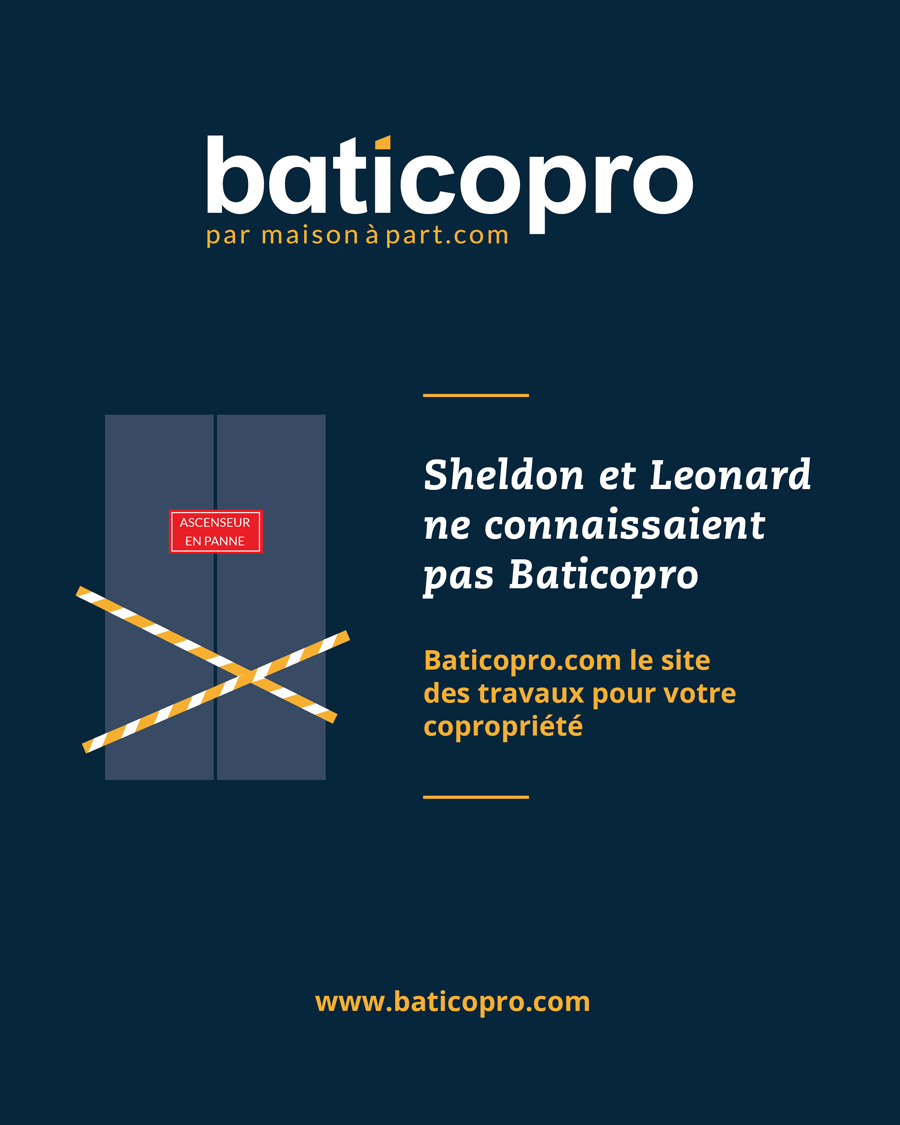 baticopro
par maison à part.com
ASCENSEUR
EN PANNE
Sheldon et Leonard
ne connaissaient
pas Baticopro
Baticopro.com le site
des travaux pour votre
copropriété
www.baticopro.com